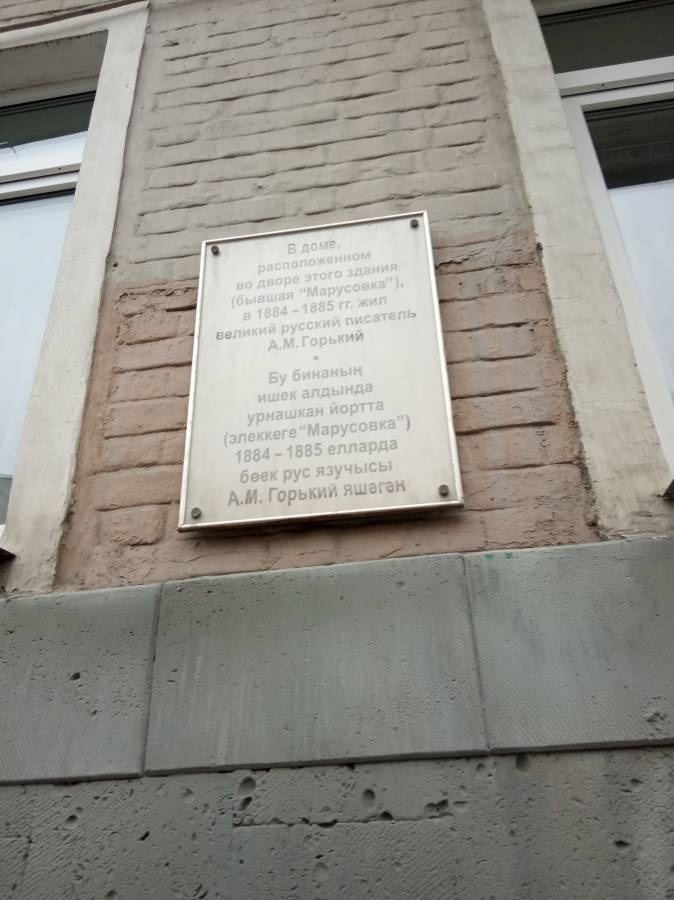 В доме,
расположенном
во дворе этого здания
(бывшая "Марусовка"),
в 1884 – 1885 гг. жил
великий русский писатель
А.М. Горький
•
Бу бинаның
ишек алдында
урнашкан йортта
(элеккеге "Марусовка")
1884 – 1885 елларда
бөек рус язучысы
А.М. Горький яшәгән